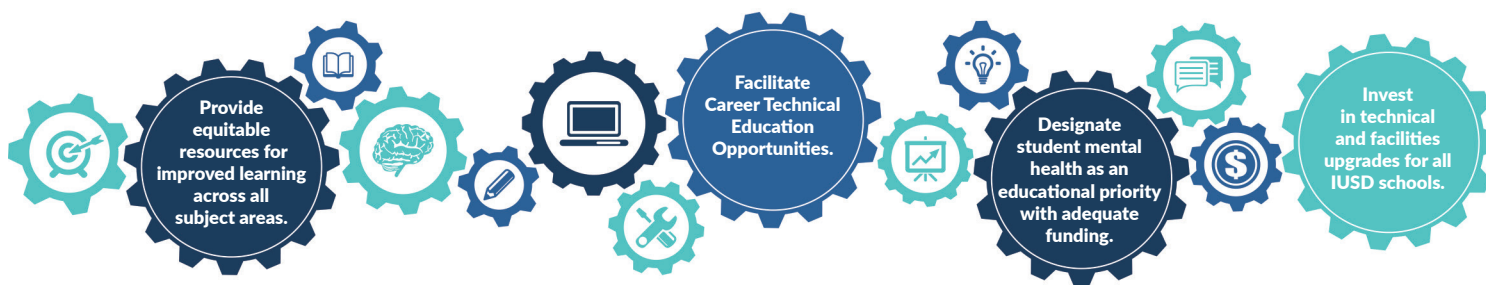 Provide
equitable
resources for
improved learning
across all
subject areas.
Facilitate
Career Technical
Education
Opportunities.
Designate
student mental
health as an
educational priority
with adequate
funding.
$
Invest
in technical
and facilities
upgrades for all
IUSD schools.